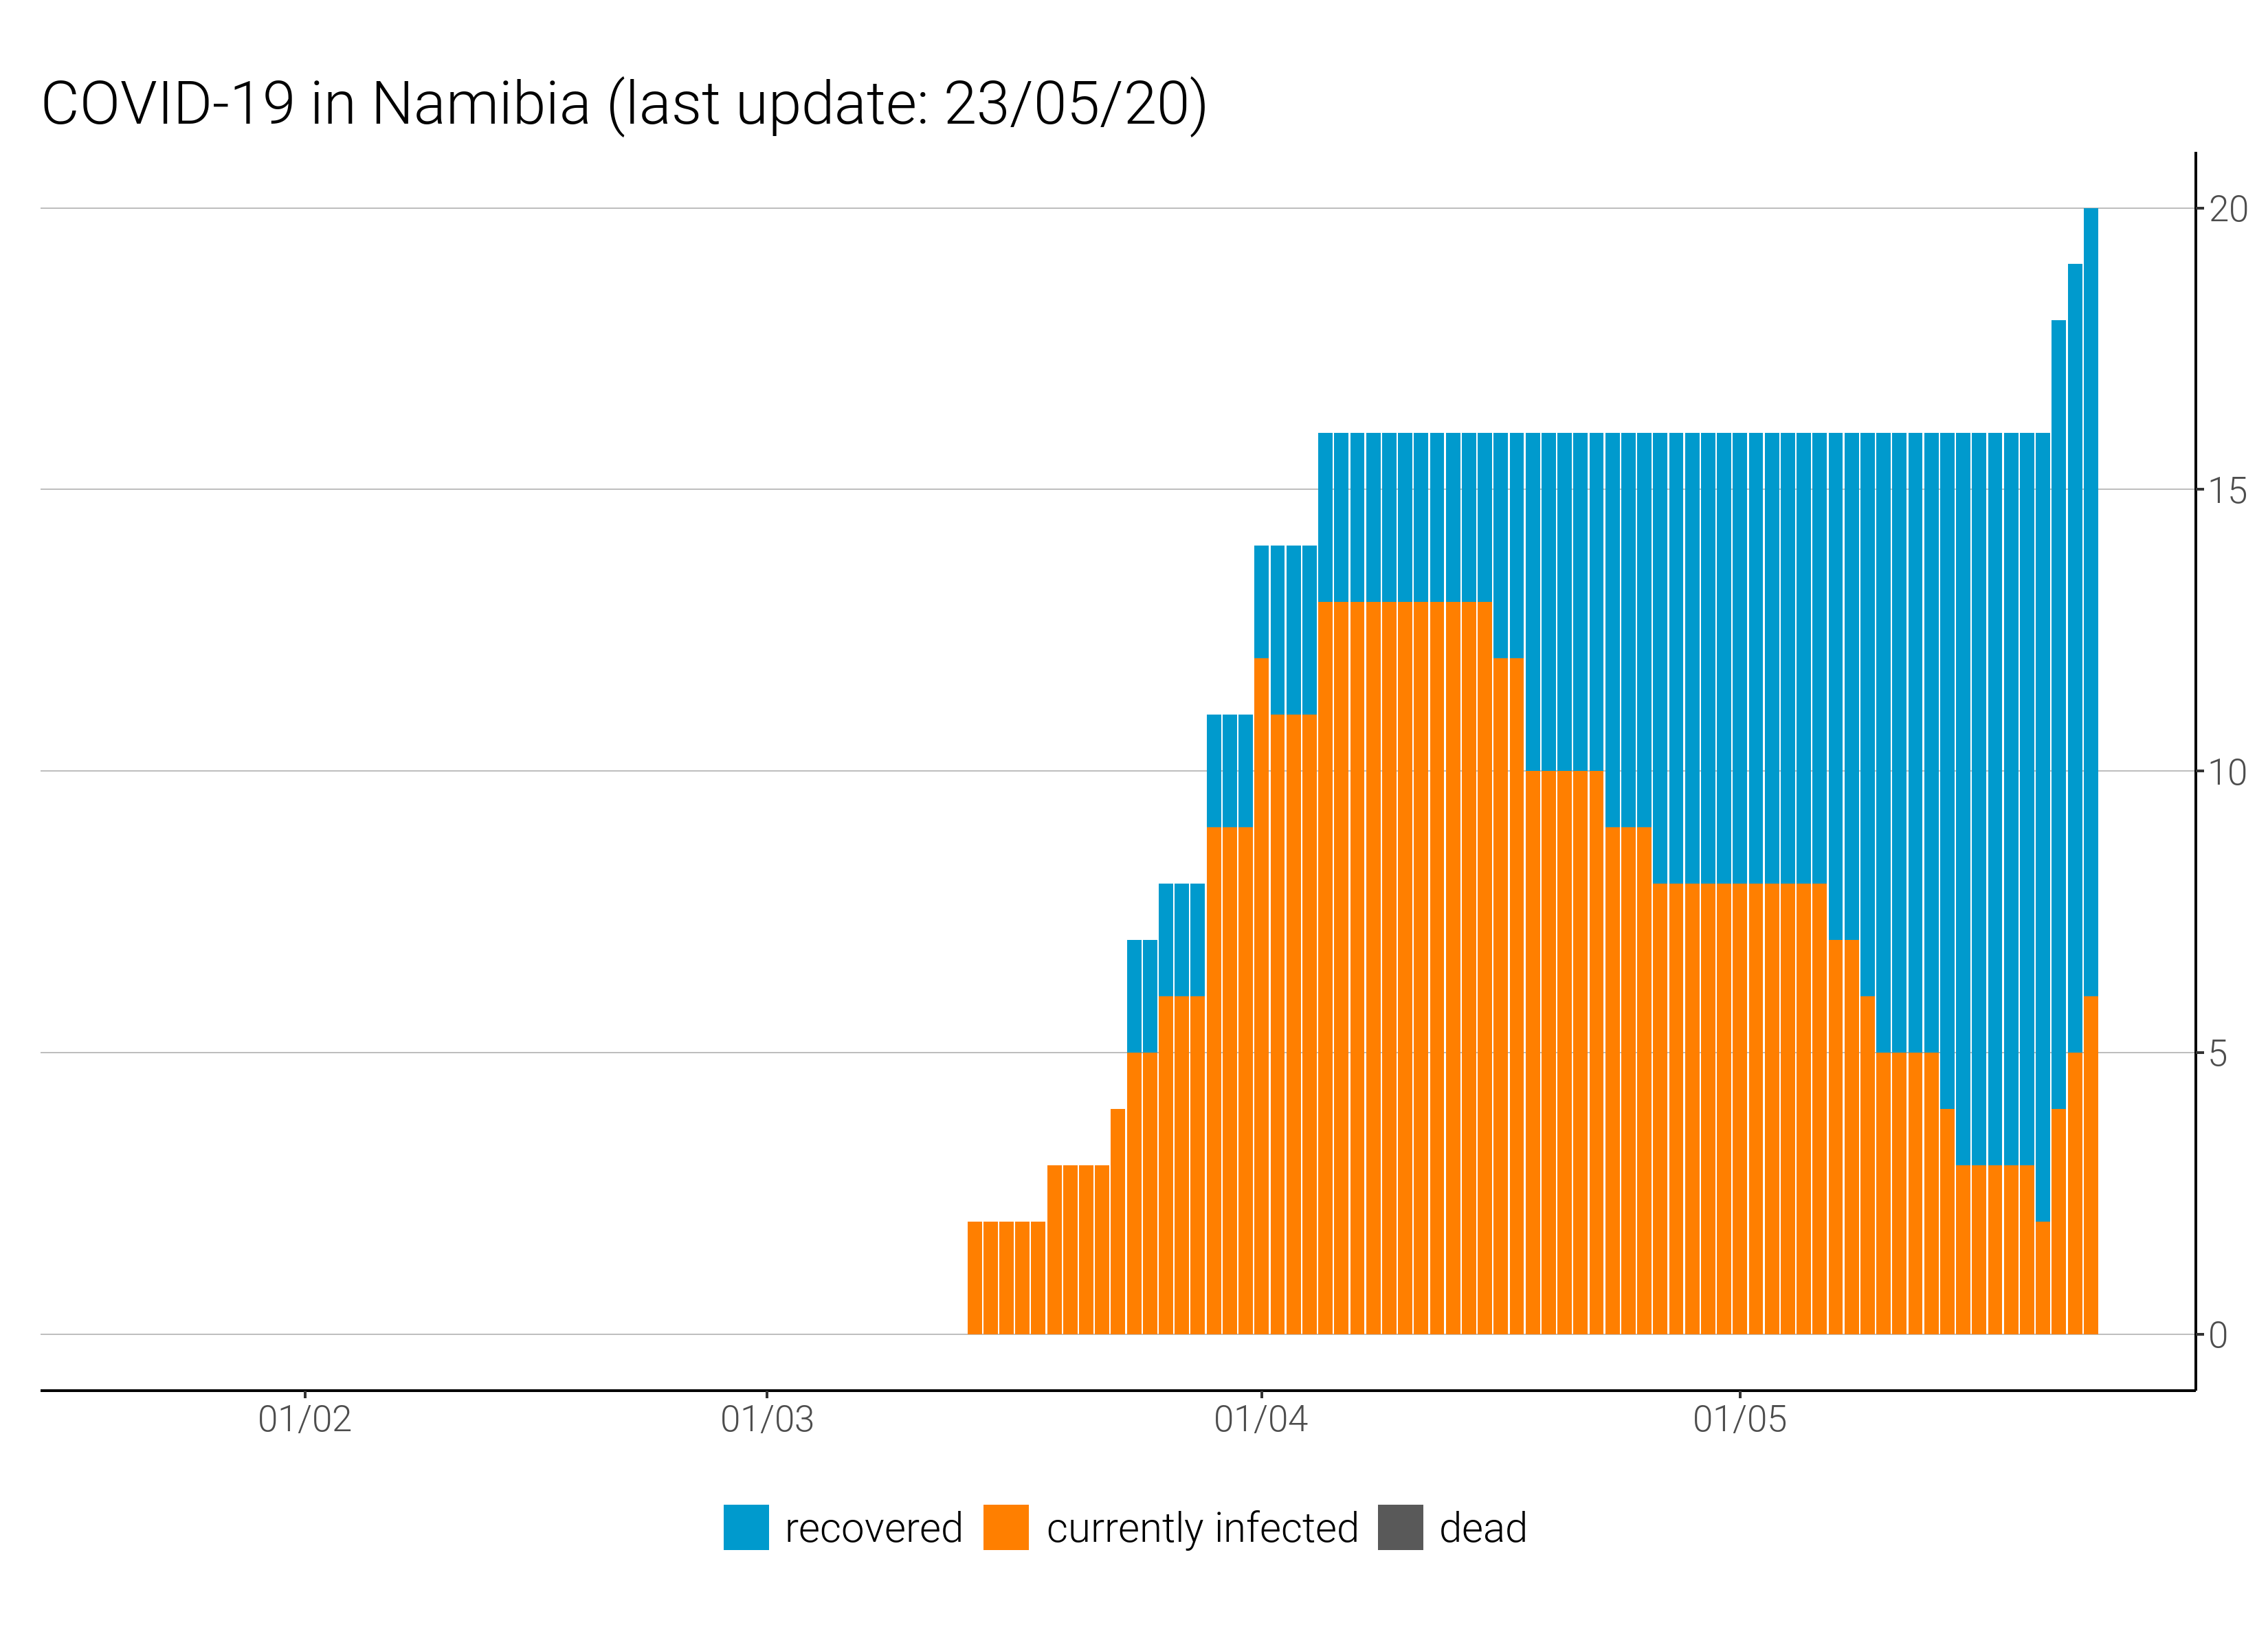 COVID-19 in Namibia (last update: 23/05/20)
20
15
10
5
0
01/02 01/03 01/04 01/05
recovered currently infected dead